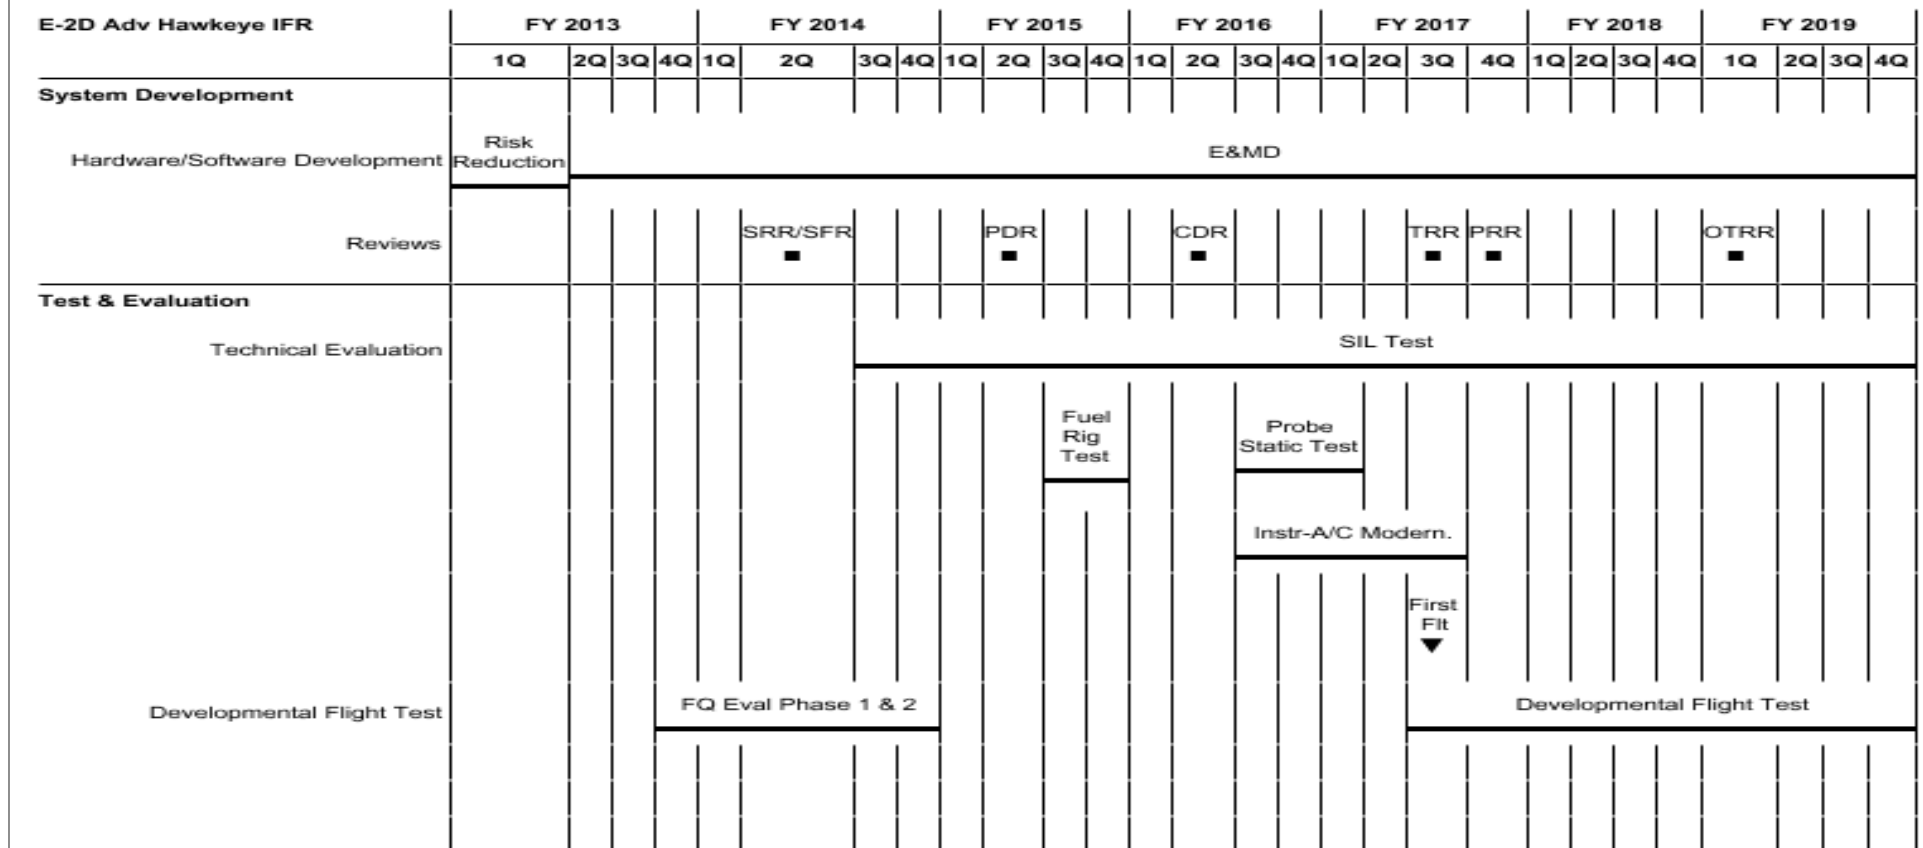 E-2D Adv Hawkeye IFR FY 2013 FY 2014 FY 2015 FY 2016 FY 2017 FY 2018 FY 2019
1Q 2Q 3Q 4Q 1Q 2Q 3Q 4Q 1Q 2Q 3Q 4Q 1Q 2Q 3Q 4Q 1Q 2Q 3Q 4Q 1Q 2Q 3Q 4Q 1Q 2Q 3Q 4Q
System Development
Hardware/Software Development
Risk
Reduction
E&MD
Reviews
SRR/SFR PDR CDR TRR PRR OTRR
Test & Evaluation
Technical Evaluation
SIL Test
Fuel
Rig
Test
Probe
Static Test
Instr-A/C Modern.
First
Flt
Developmental Flight Test
FQ Eval Phase 1 & 2
Developmental Flight Test